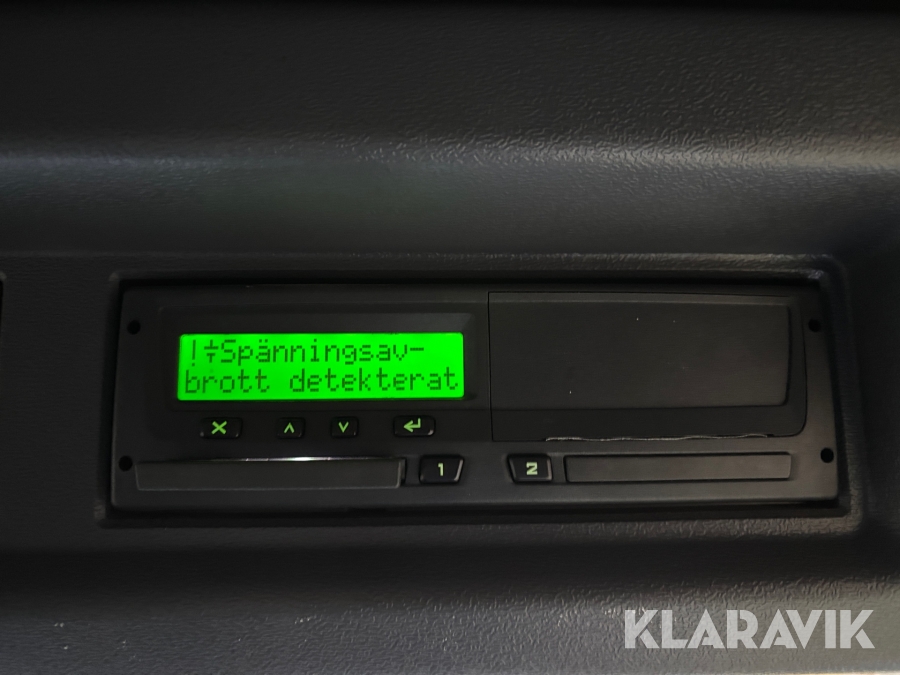 !÷Spänningsav-
brott detekterat
1
2
KLARAVIK